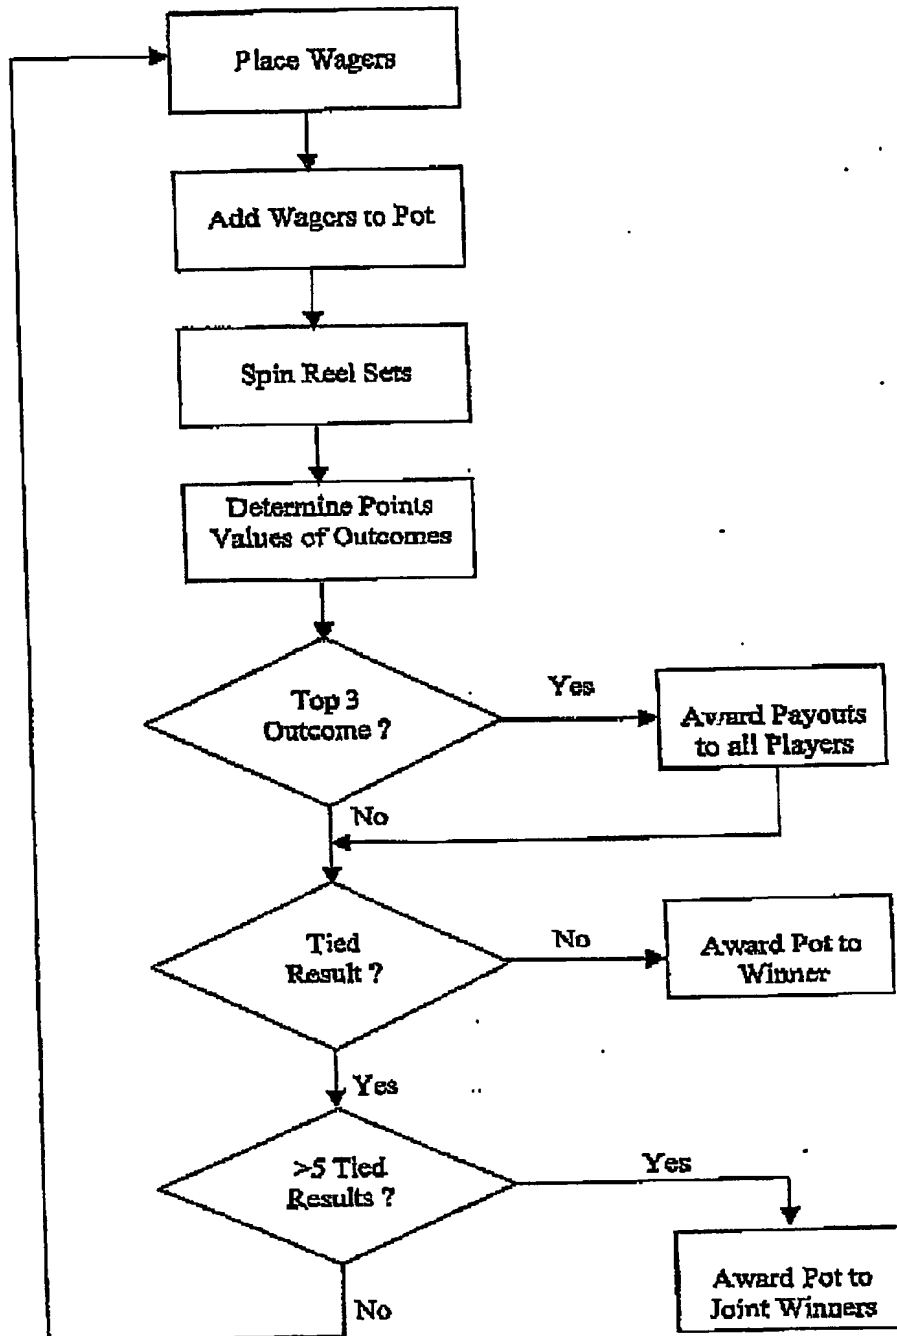 Place Wagers
Add Wagers to Pot
Spin Reel Sets
Determine Points
Values of Outcomes
Top 3
Outcome ?
Yes
Award Payouts
to all Players
No
Tied
Result ?
No
Award Pot to
Winner
Yes
>5 Tied
Results ?
Yes
Award Pot to
Joint Winners
No